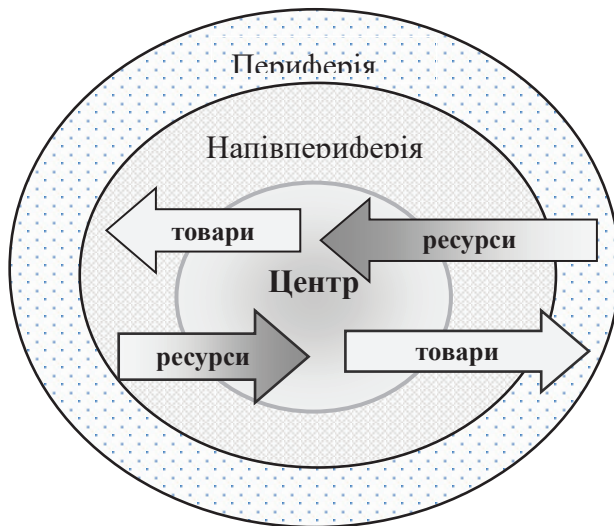 Периферія
Напівпериферія
товари
ресурси
Центр
ресурси
товари